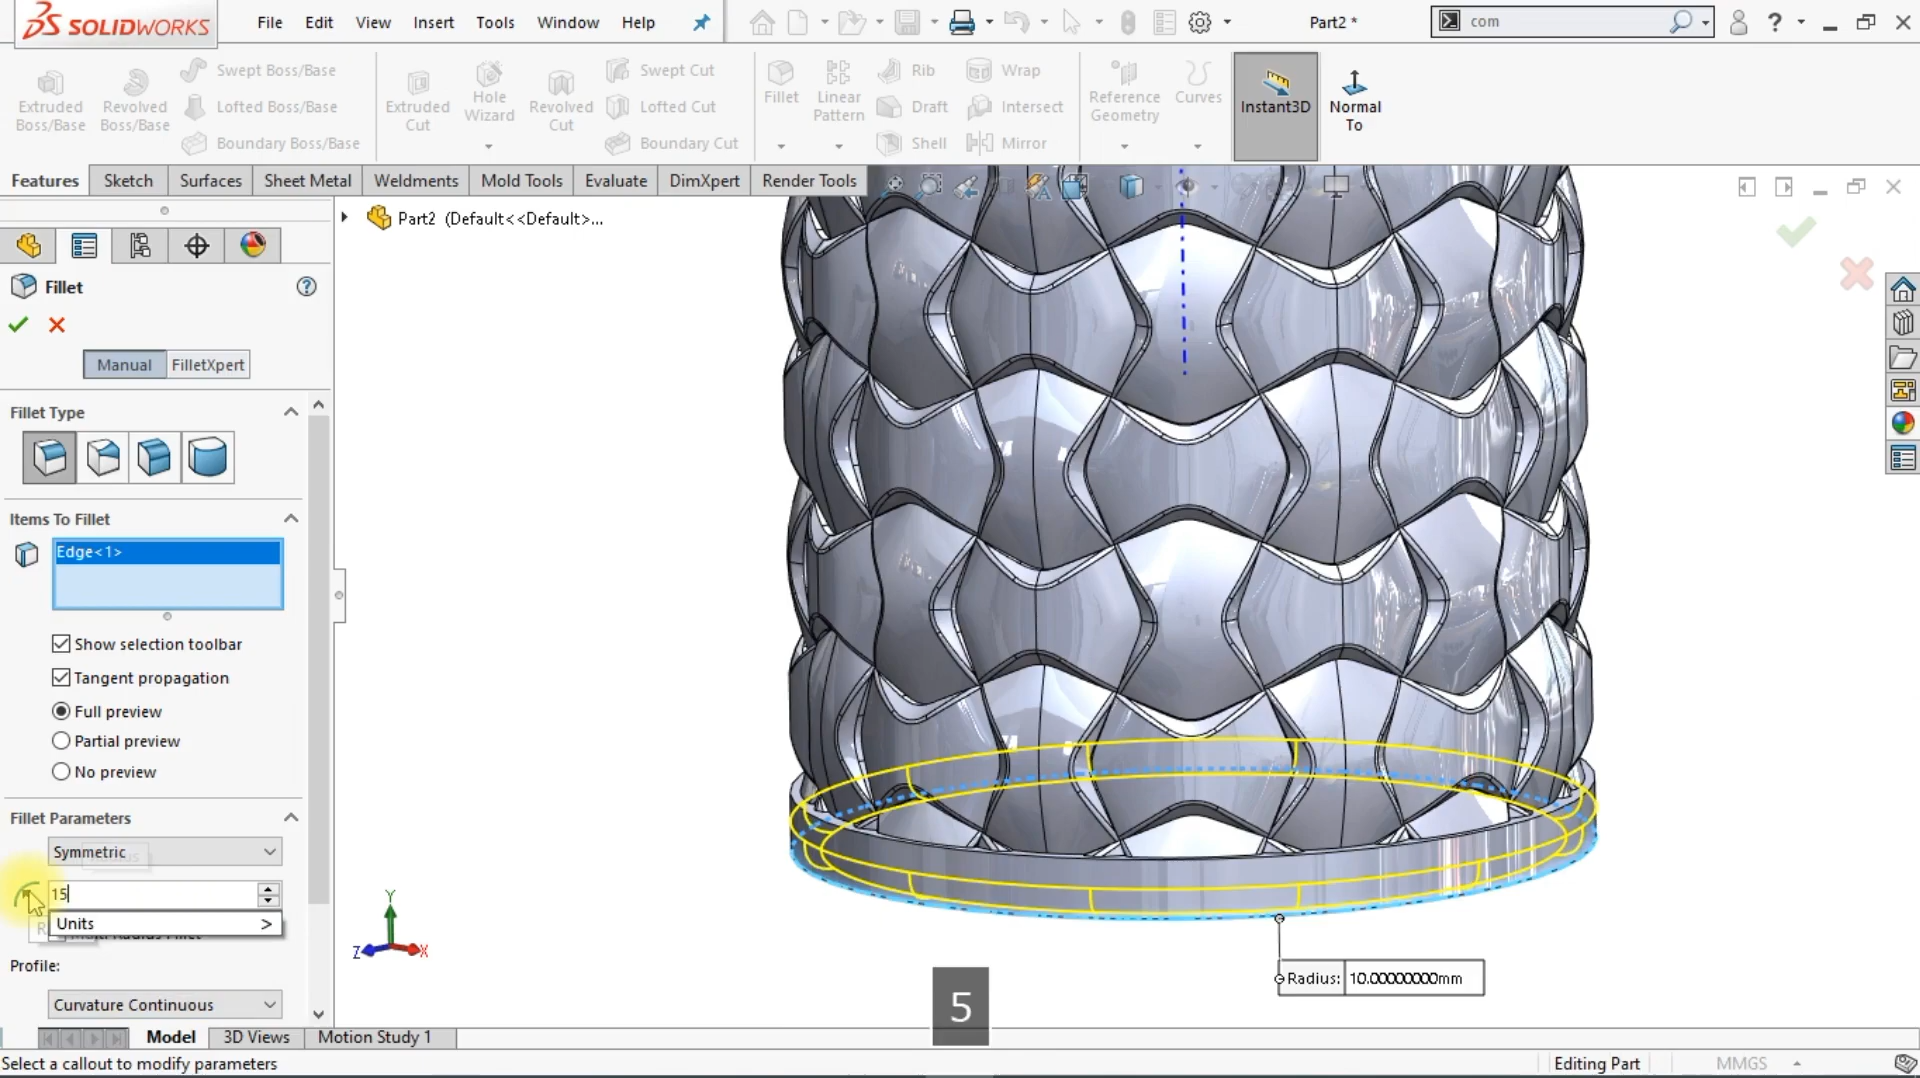 SOLIDWORKS
File Edit View Insert Tools Window Help
Part2 *
com
Extruded Boss/Base
Revolved Boss/Base
Swept Boss/Base
Lofted Boss/Base
Boundary Boss/Base
Extruded Cut
Hole Wizard
Revolved Cut
Swept Cut
Lofted Cut
Boundary Cut
Fillet
Linear Pattern
Rib
Draft
Shell
Wrap
Intersect
Mirror
Reference Geometry
Curves
Instant3D
Normal To
Features Sketch Surfaces Sheet Metal Weldments Mold Tools Evaluate DimXpert Render Tools
Part2 (Default<<Default>...
Fillet
Manual FilletXpert
Fillet Type
Items To Fillet
Edge<1>
Show selection toolbar
Tangent propagation
Full preview
Partial preview
No preview
Fillet Parameters
Symmetric
15
Units >
Profile:
Curvature Continuous
Y
Z
X
Radius: 10.00000000mm
5
Model 3D Views Motion Study 1
Select a callout to modify parameters
Editing Part
MMGS